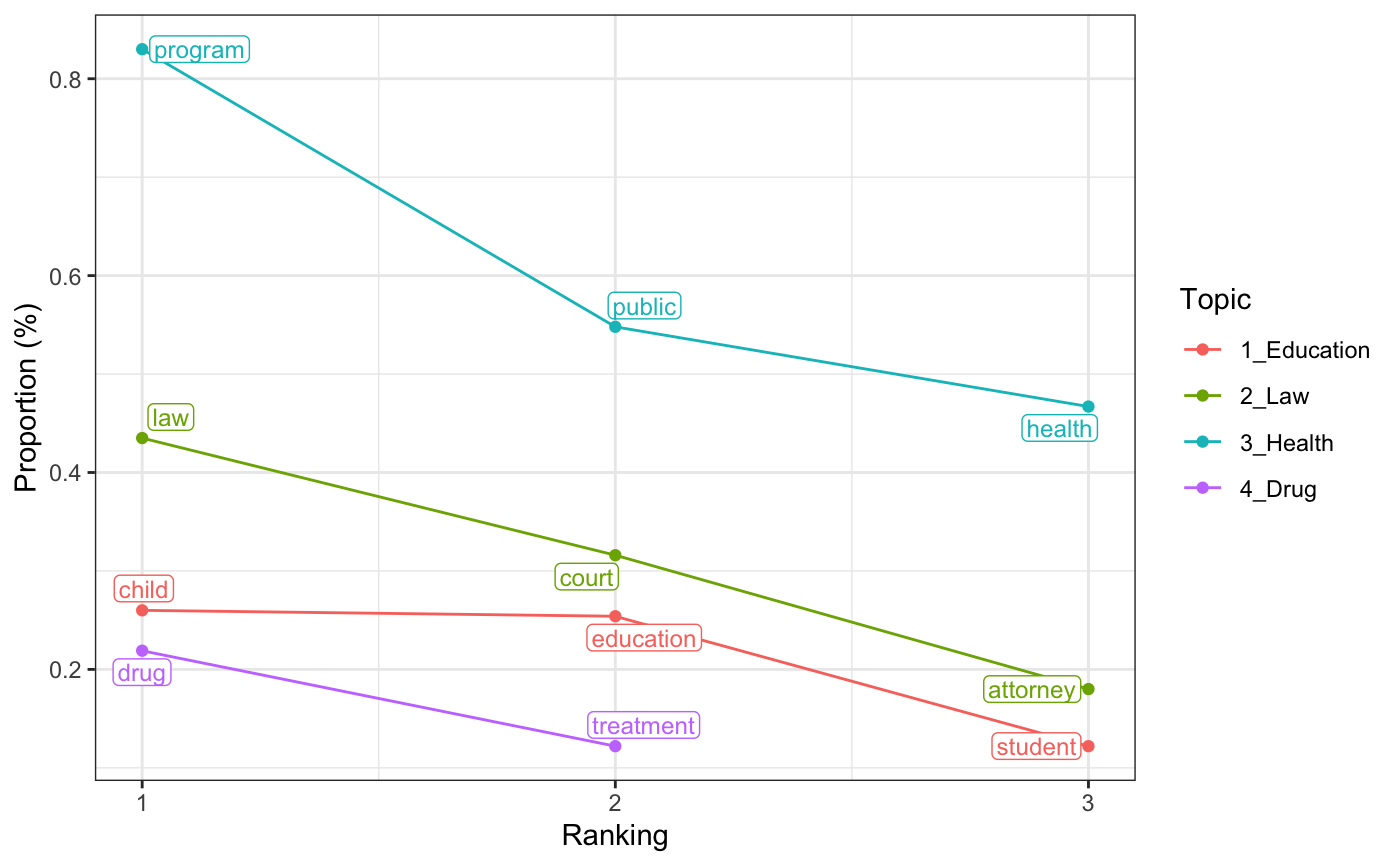 program
0.8
0.6
public
Proportion (%)
law
health
0.4
court
child
education
0.2
drug
attorney
treatment
student
1
2
3
Ranking
Topic
1_Education
2_Law
3_Health
4_Drug